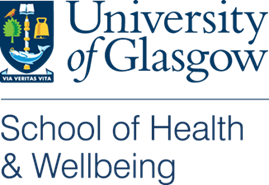 University
of Glasgow
VIA VERITAS VITA
School of Health
& Wellbeing